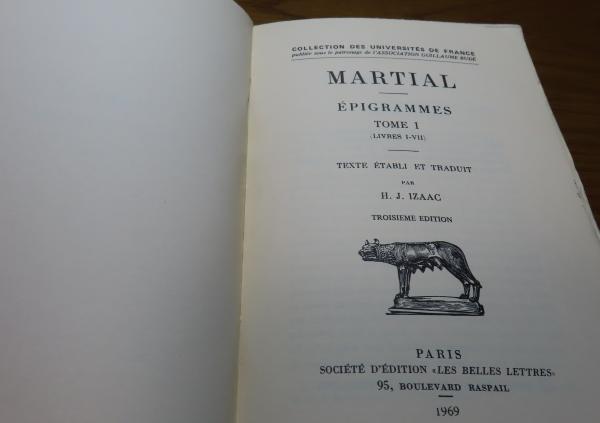 COLLECTION DES UNIVERSITÉS DE FRANCE
publiée sous le patronage de l'ASSOCIATION GUILLAUME BUDÉ
MARTIAL
ÉPIGRAMMES
TOME I
(LIVRES I-VII)
TEXTE ÉTABLI ET TRADUIT
PAR
H. J. IZAAC
TROISIEME EDITION
PARIS
SOCIÉTÉ D'ÉDITION «LES BELLES LETTRES»
95, BOULEVARD RASPAIL
1969